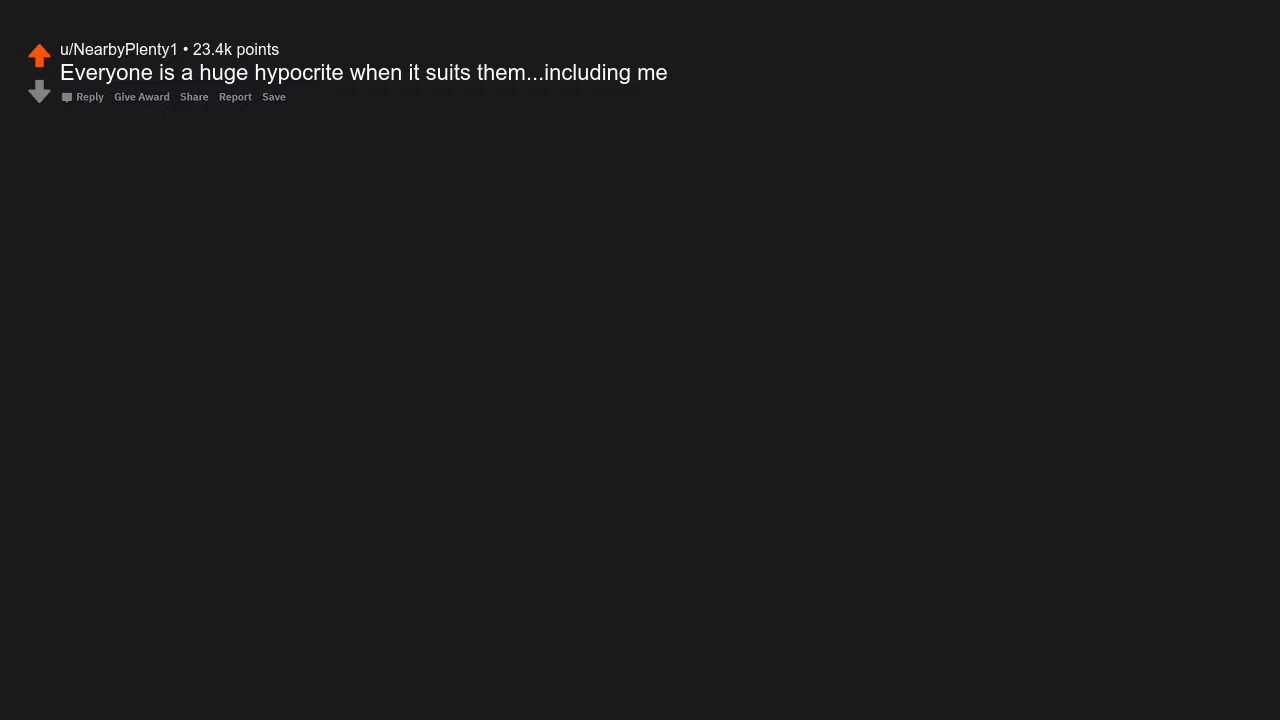 u/NearbyPlenty1 • 23.4k points
Everyone is a huge hypocrite when it suits them...including me
Reply Give Award Share Report Save